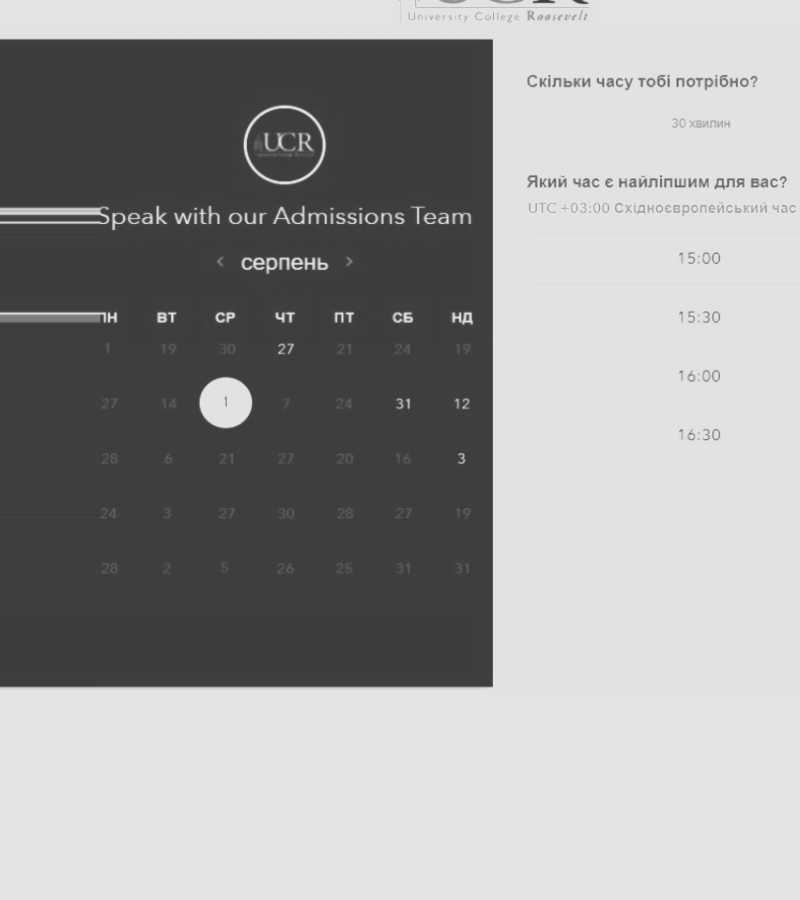 University College Roosevelt
UCR
Speak with our Admissions Team
< серпень >
ПН ВТ СР ЧТ ПТ СБ НД
1 19 30 27 21 24 19
27 14 1 7 24 31 12
28 6 21 27 20 16 3
24 3 27 30 28 27 19
28 2 5 26 25 31 31
Скільки часу тобі потрібно?
30 хвилин
Який час є найліпшим для вас?
UTC +03:00 Східноєвропейський час
15:00
15:30
16:00
16:30